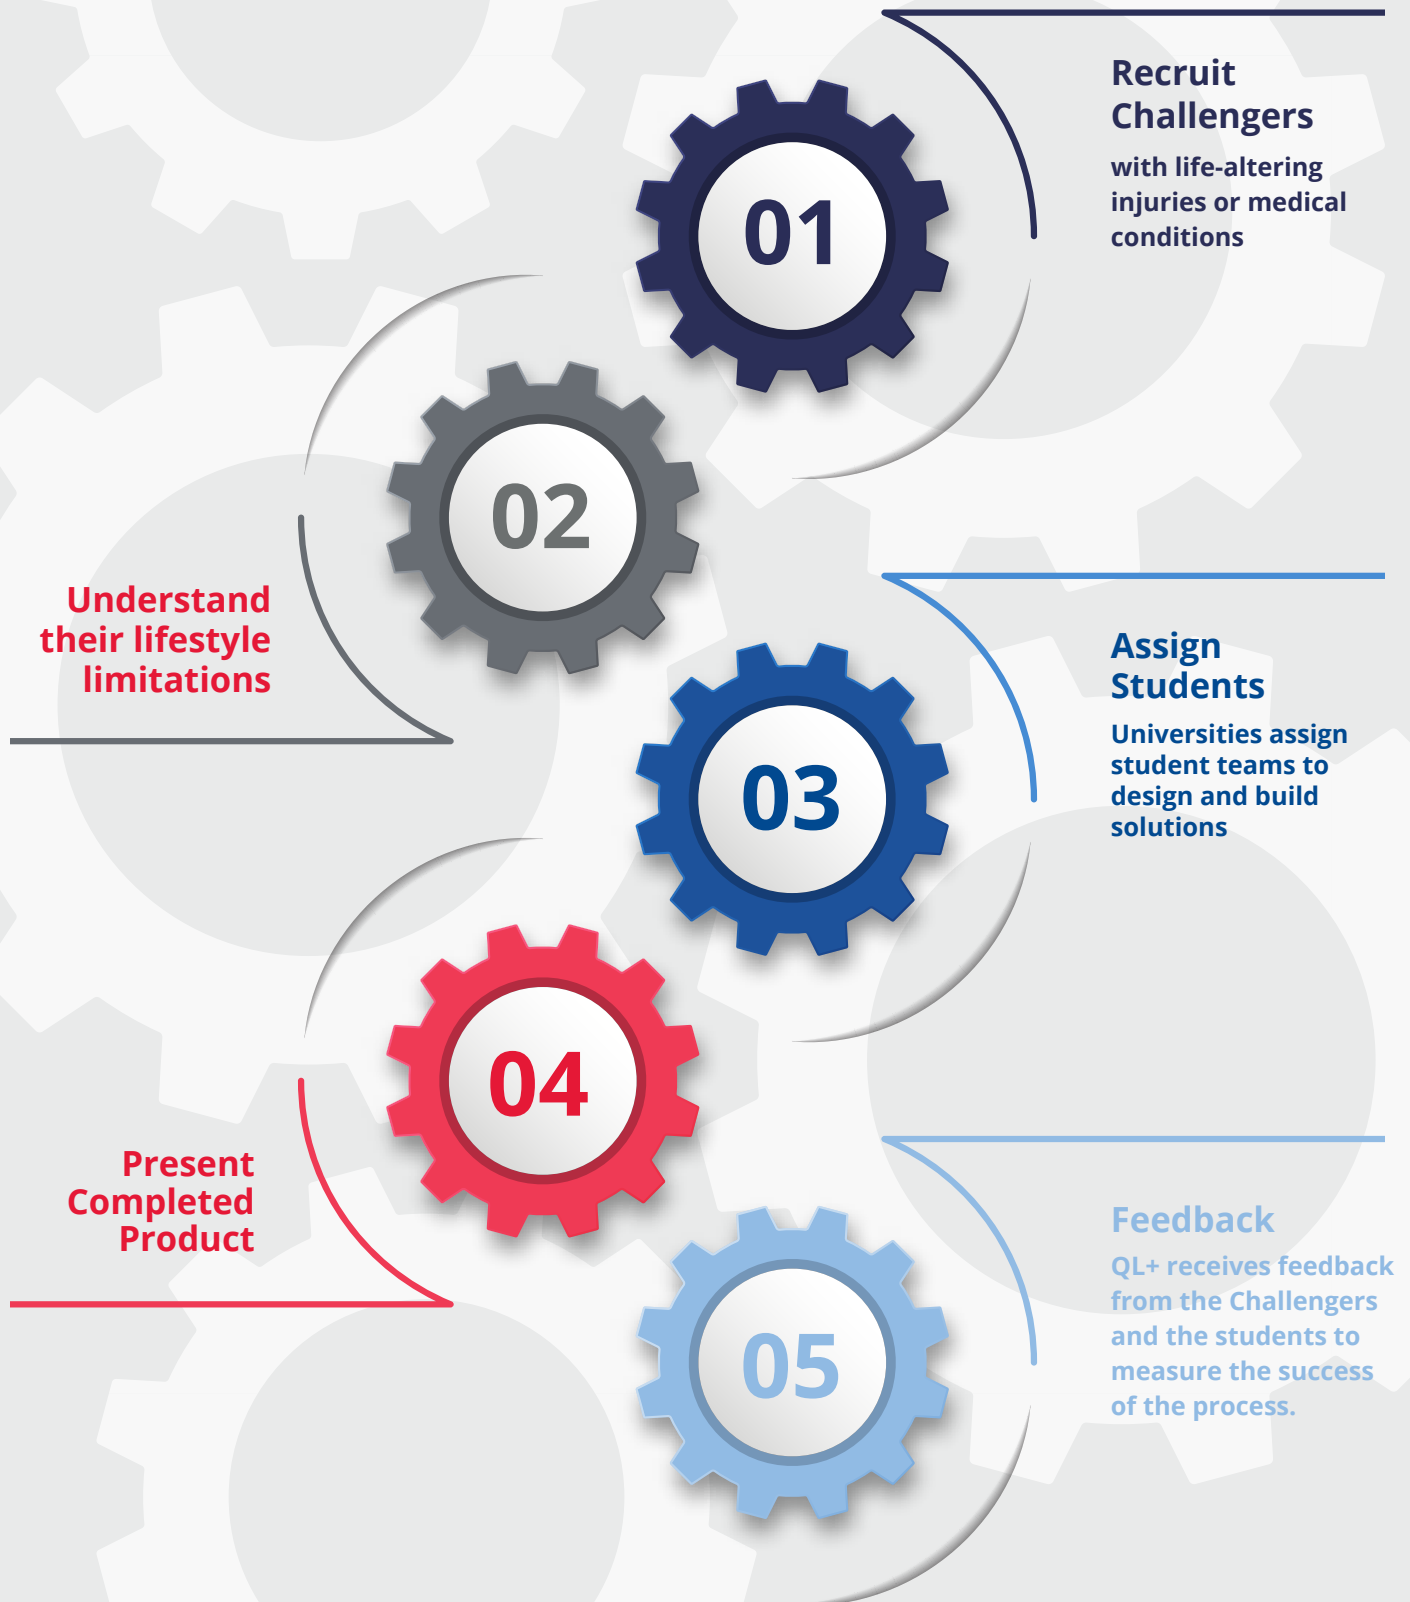 01
Recruit
Challengers
with life-altering
injuries or medical
conditions
02
Understand
their lifestyle
limitations
03
Assign
Students
Universities assign
student teams to
design and build
solutions
04
Present
Completed
Product
05
Feedback
QL+ receives feedback
from the Challengers
and the students to
measure the success
of the process.